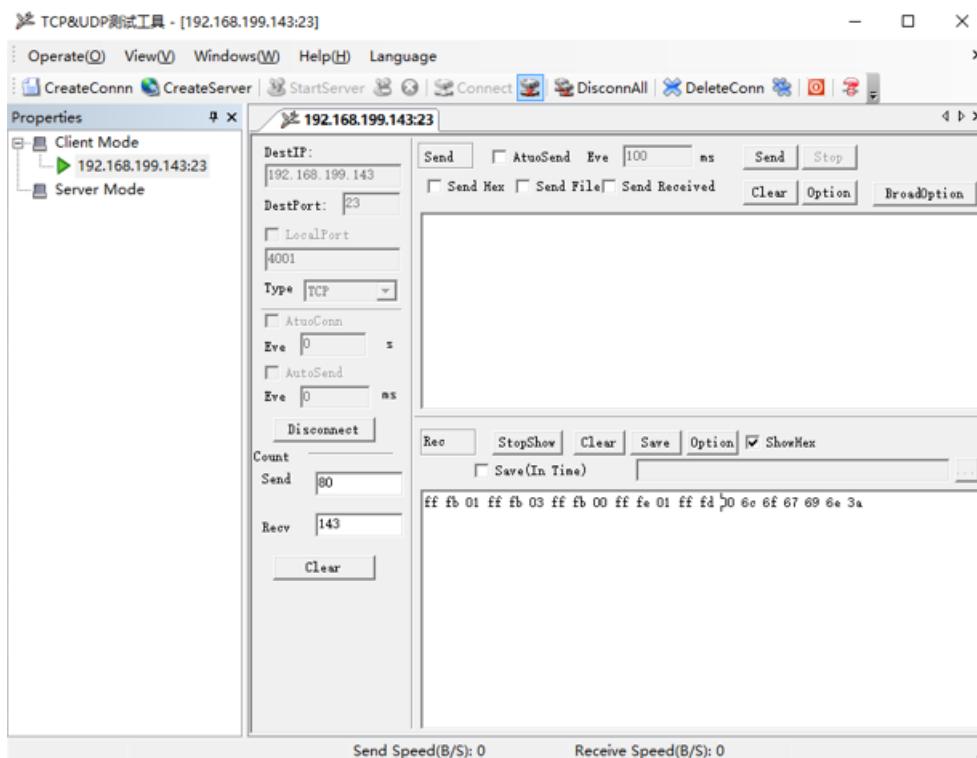 TCP&UDP测试工具 - [192.168.199.143:23]
Operate(O) View(V) Windows(W) Help(H) Language
CreateConnn CreateServer StartServer Connect DisconnAll DeleteConn
Properties
Client Mode
192.168.199.143:23
Server Mode
192.168.199.143:23
DestIP:
192.168.199.143
DestPort: 23
LocalPort
4001
Type TCP
AtuoConn
Eve 0 s
AutoSend
Eve 0 ms
Disconnect
Count
Send 80
Recv 143
Clear
Send AtuoSend Eve 100 ms Send Stop
Send Hex Send File Send Received Clear Option BroadOption
Rec StopShow Clear Save Option ShowHex
Save(In Time) ...
ff fb 01 ff fb 03 ff fb 00 ff fe 01 ff fd 00 6c 6f 67 69 6e 3a
Send Speed(B/S): 0 Receive Speed(B/S): 0